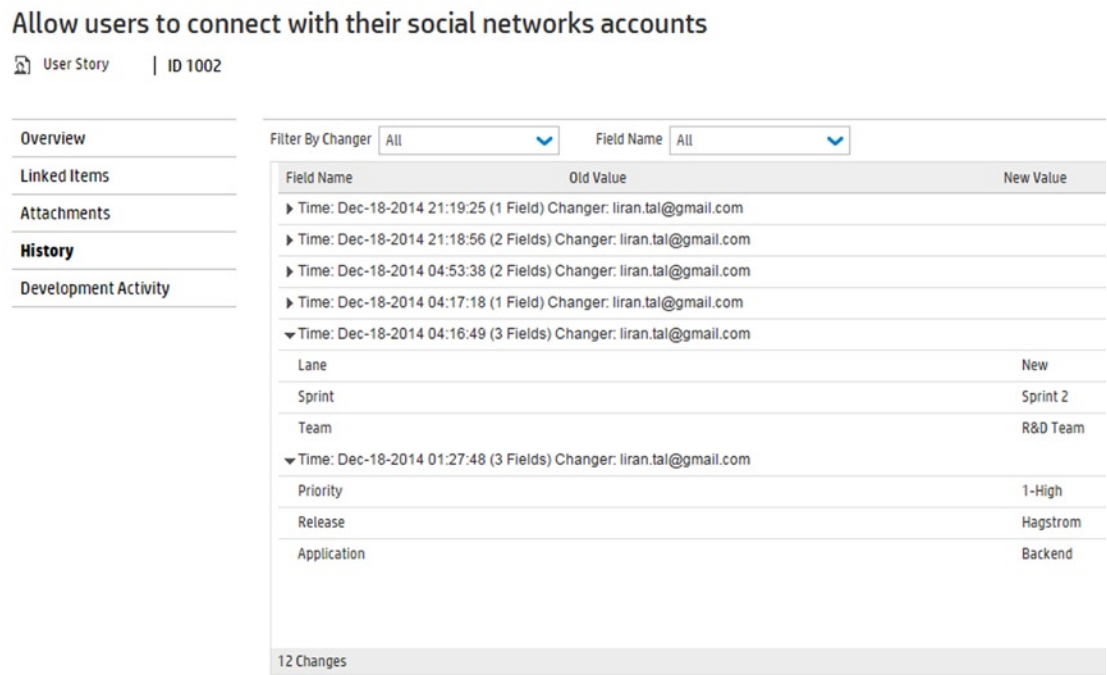 Allow users to connect with their social networks accounts
User Story | ID 1002
Overview
Linked Items
Attachments
History
Development Activity
Filter By Changer All Field Name All
Field Name Old Value New Value
Time: Dec-18-2014 21:19:25 (1 Field) Changer: liran.tal@gmail.com
Time: Dec-18-2014 21:18:56 (2 Fields) Changer: liran.tal@gmail.com
Time: Dec-18-2014 04:53:38 (2 Fields) Changer: liran.tal@gmail.com
Time: Dec-18-2014 04:17:18 (1 Field) Changer: liran.tal@gmail.com
Time: Dec-18-2014 04:16:49 (3 Fields) Changer: liran.tal@gmail.com
Lane New
Sprint Sprint 2
Team R&D Team
Time: Dec-18-2014 01:27:48 (3 Fields) Changer: liran.tal@gmail.com
Priority 1-High
Release Hagstrom
Application Backend
12 Changes